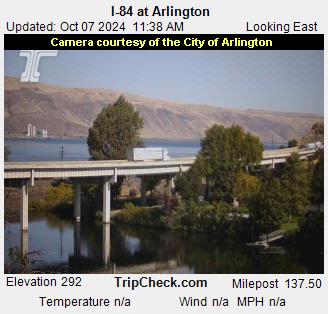 I-84 at Arlington
Updated: Oct 07 2024 11:38 AM Looking East
Camera courtesy of the City of Arlington
Elevation 292 TripCheck.com Milepost 137.50
Temperature n/a Wind n/a MPH n/a